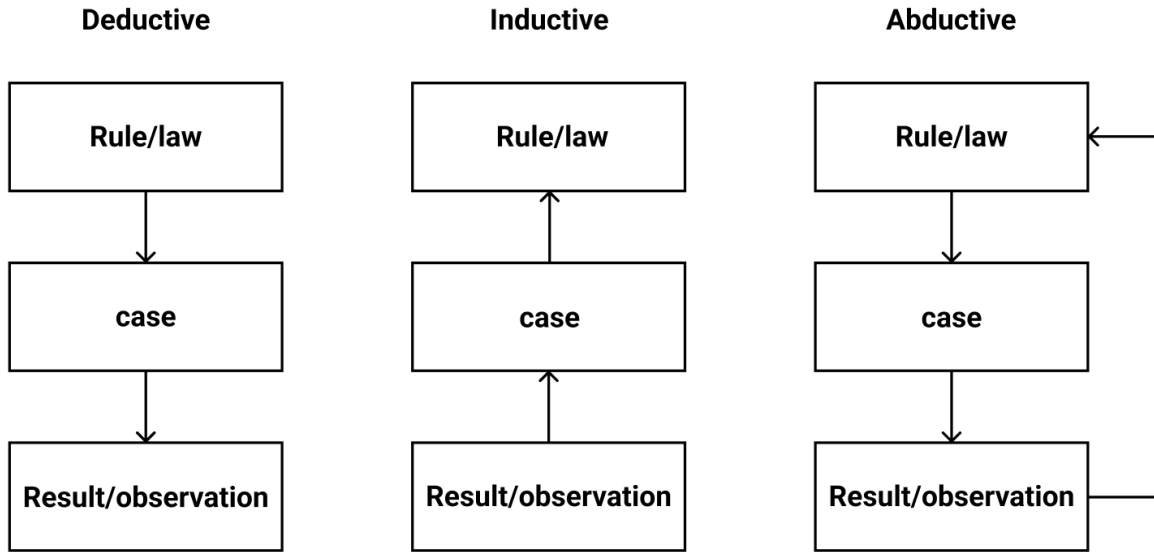 Deductive
Inductive
Abductive
Rule/law
Rule/law
Rule/law
case
case
case
Result/observation
Result/observation
Result/observation